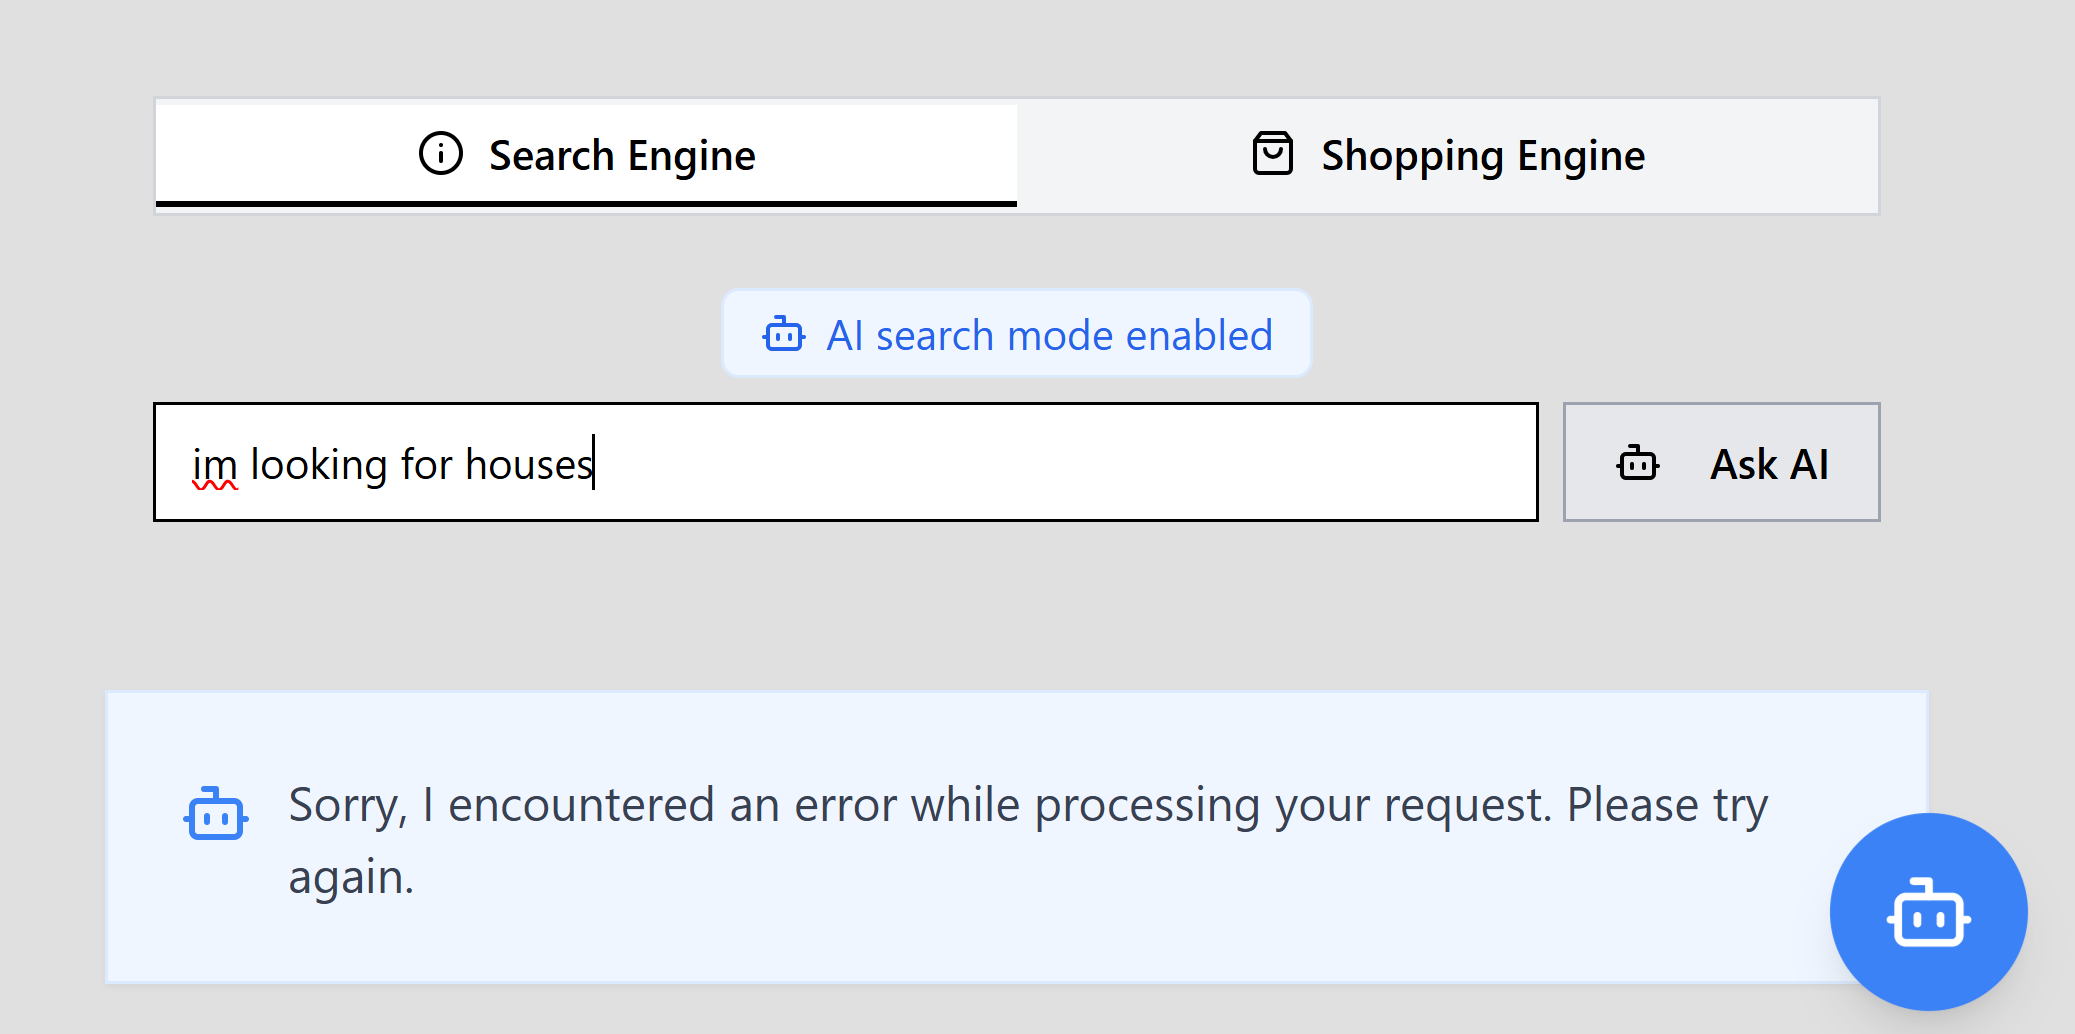 Search Engine
Shopping Engine
AI search mode enabled
im looking for houses
Ask AI
Sorry, I encountered an error while processing your request. Please try
again.